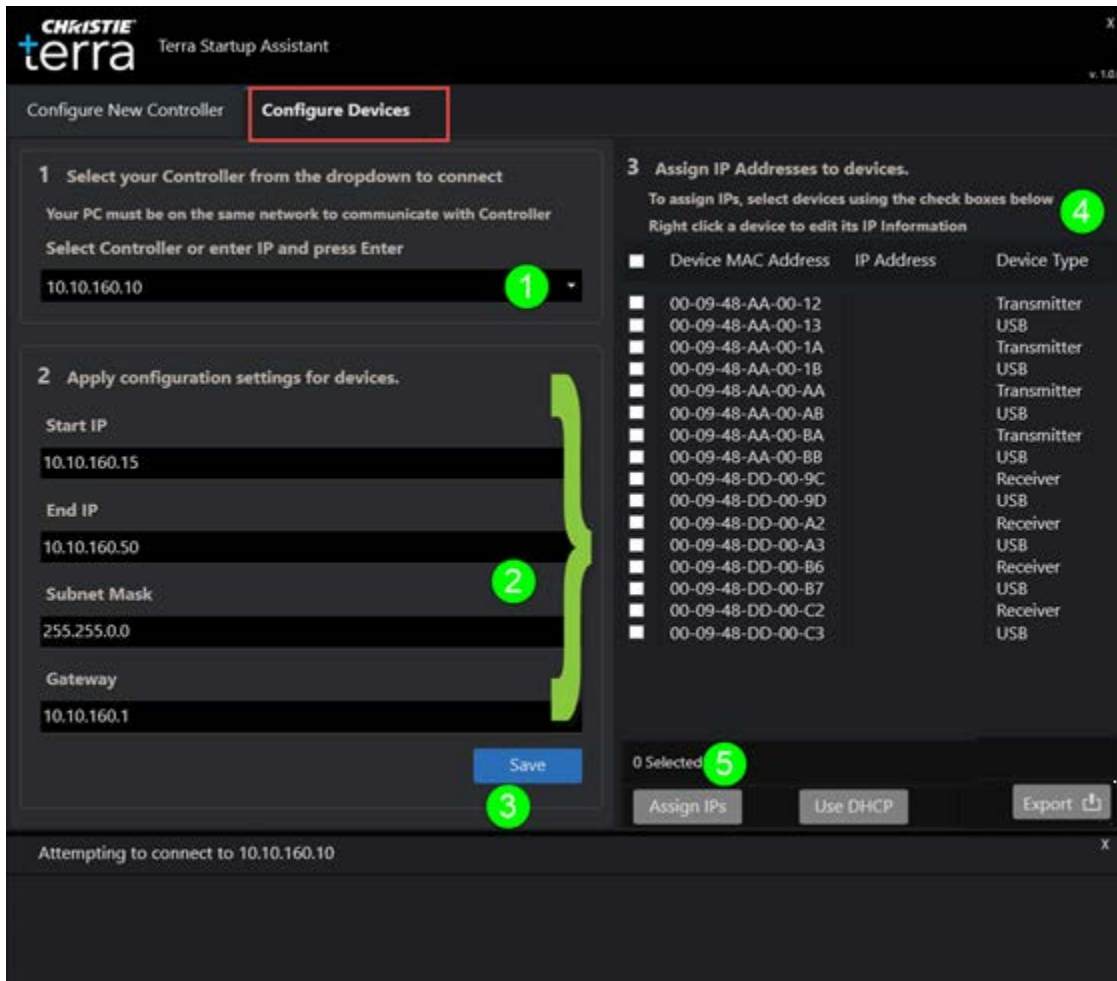 CHRISTIE
terra
Terra Startup Assistant
X
v. 1.0.
Configure New Controller
Configure Devices
1 Select your Controller from the dropdown to connect
Your PC must be on the same network to communicate with Controller
Select Controller or enter IP and press Enter
10.10.160.10
1
2 Apply configuration settings for devices.
Start IP
10.10.160.15
End IP
10.10.160.50
2
Subnet Mask
255.255.0.0
Gateway
10.10.160.1
Save
3
3 Assign IP Addresses to devices.
To assign IPs, select devices using the check boxes below
4
Right click a device to edit its IP Information
Device MAC Address IP Address Device Type
00-09-48-AA-00-12 Transmitter
00-09-48-AA-00-13 USB
00-09-48-AA-00-1A Transmitter
00-09-48-AA-00-1B USB
00-09-48-AA-00-AA Transmitter
00-09-48-AA-00-AB USB
00-09-48-AA-00-BA Transmitter
00-09-48-AA-00-BB USB
00-09-48-DD-00-9C Receiver
00-09-48-DD-00-9D USB
00-09-48-DD-00-A2 Receiver
00-09-48-DD-00-A3 USB
00-09-48-DD-00-B6 Receiver
00-09-48-DD-00-B7 USB
00-09-48-DD-00-C2 Receiver
00-09-48-DD-00-C3 USB
0 Selected
5
Assign IPs Use DHCP Export
Attempting to connect to 10.10.160.10
X